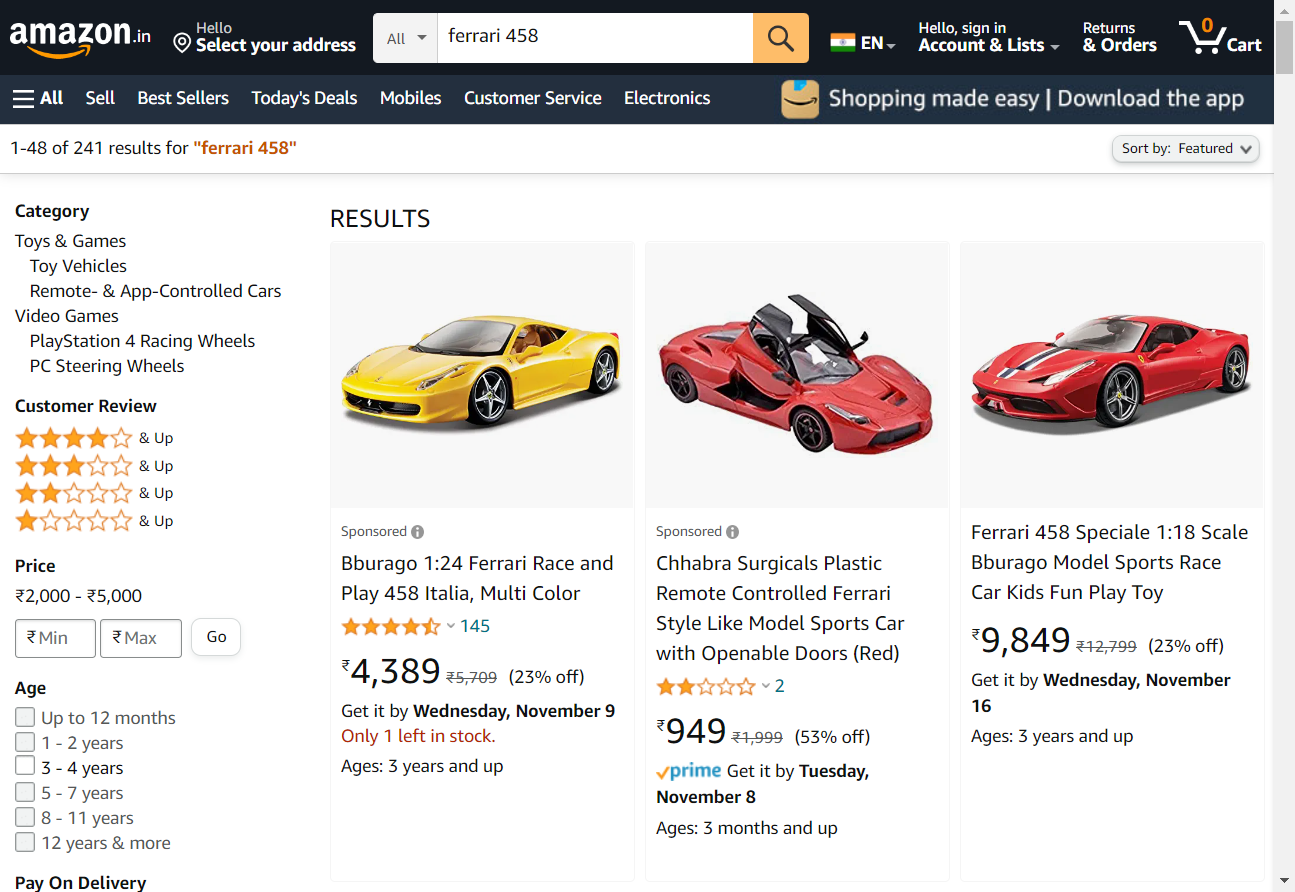 amazon.in
Hello
Select your address
All
ferrari 458
EN
Hello, sign in
Account & Lists
Returns
& Orders
0
Cart
All
Sell
Best Sellers
Today's Deals
Mobiles
Customer Service
Electronics
Shopping made easy | Download the app
1-48 of 241 results for "ferrari 458"
Sort by: Featured
Category
Toys & Games
Toy Vehicles
Remote- & App-Controlled Cars
Video Games
PlayStation 4 Racing Wheels
PC Steering Wheels
Customer Review
& Up
& Up
& Up
& Up
Price
₹2,000 - ₹5,000
₹ Min
₹ Max
Go
Age
Up to 12 months
1 - 2 years
3 - 4 years
5 - 7 years
8 - 11 years
12 years & more
Pay On Delivery
RESULTS
Sponsored
Bburago 1:24 Ferrari Race and
Play 458 Italia, Multi Color
145
₹4,389 ₹5,709 (23% off)
Get it by Wednesday, November 9
Only 1 left in stock.
Ages: 3 years and up
Sponsored
Chhabra Surgicals Plastic
Remote Controlled Ferrari
Style Like Model Sports Car
with Openable Doors (Red)
2
₹949 ₹1,999 (53% off)
prime Get it by Tuesday,
November 8
Ages: 3 months and up
Ferrari 458 Speciale 1:18 Scale
Bburago Model Sports Race
Car Kids Fun Play Toy
₹9,849 ₹12,799 (23% off)
Get it by Wednesday, November
16
Ages: 3 years and up